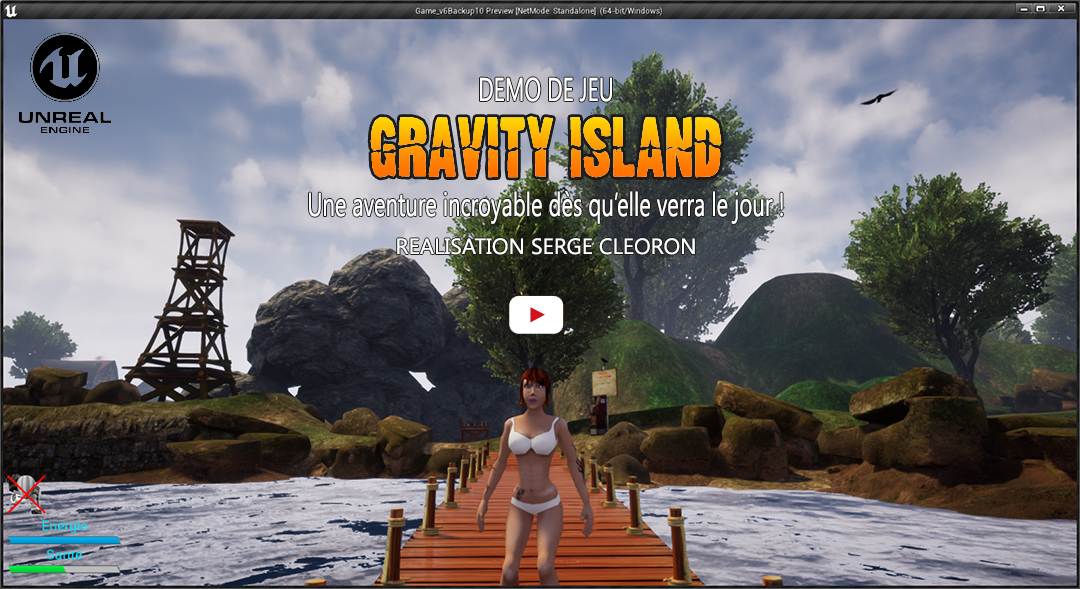 Game_v6Backup10 Preview [NetMode: Standalone] (64-bit/Windows)
UNREAL
ENGINE
DEMO DE JEU
GRAVITY ISLAND
Une aventure incroyable dès qu'elle verra le jour !
REALISATION SERGE CLEORON
Energie
Santé